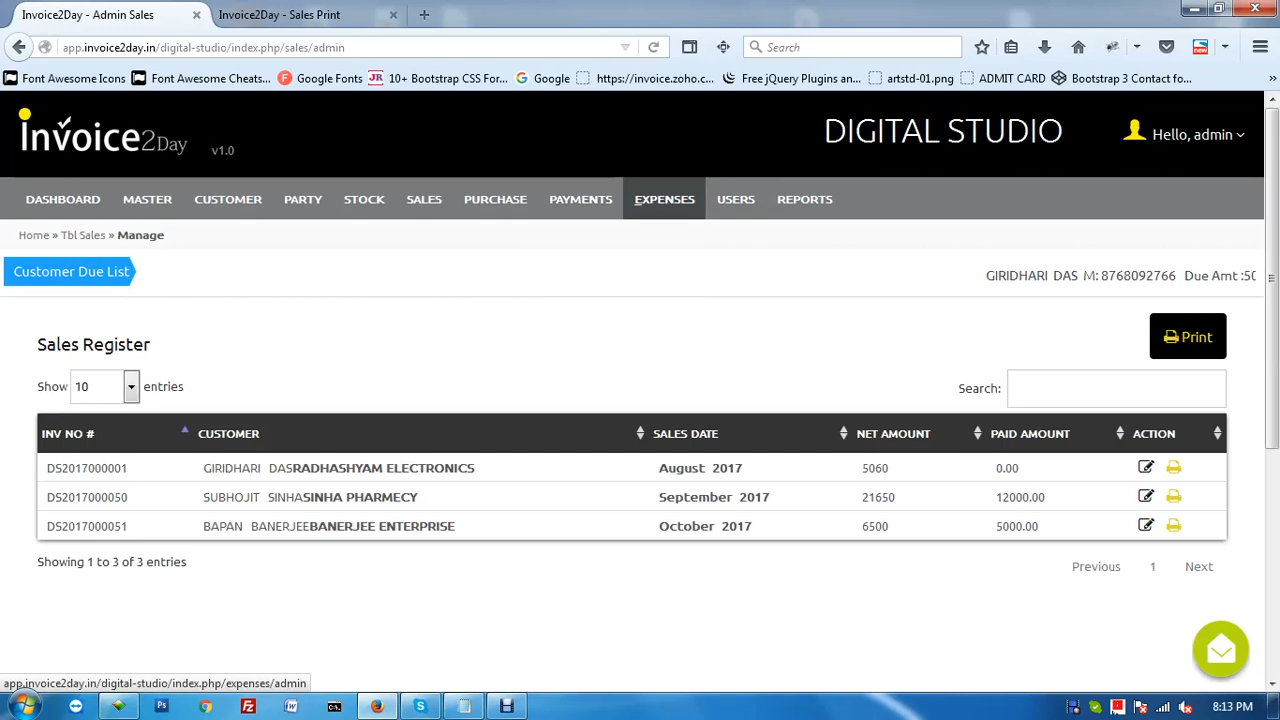 Invoice2Day - Admin Sales
Invoice2Day - Sales Print
app.invoice2day.in/digital-studio/index.php/sales/admin
Search
Font Awesome Icons
Font Awesome Cheats...
Google Fonts
JR 10+ Bootstrap CSS For...
Google
https://invoice.zoho.c...
Free jQuery Plugins an...
artstd-01.png
ADMIT CARD
Bootstrap 3 Contact fo...
Invoice2Day v1.0
DIGITAL STUDIO
Hello, admin
DASHBOARD MASTER CUSTOMER PARTY STOCK SALES PURCHASE PAYMENTS EXPENSES USERS REPORTS
Home » Tbl Sales » Manage
Customer Due List
GIRIDHARI DAS M: 8768092766 Due Amt :50
Print
Sales Register
Show 10 entries
Search:
INV NO # CUSTOMER SALES DATE NET AMOUNT PAID AMOUNT ACTION
DS2017000001 GIRIDHARI DASRADHASHYAM ELECTRONICS August 2017 5060 0.00
DS2017000050 SUBHOJIT SINHASINHA PHARMECY September 2017 21650 12000.00
DS2017000051 BAPAN BANERJEEBANERJEE ENTERPRISE October 2017 6500 5000.00
Showing 1 to 3 of 3 entries
Previous 1 Next
app.invoice2day.in/digital-studio/index.php/expenses/admin
8:13 PM